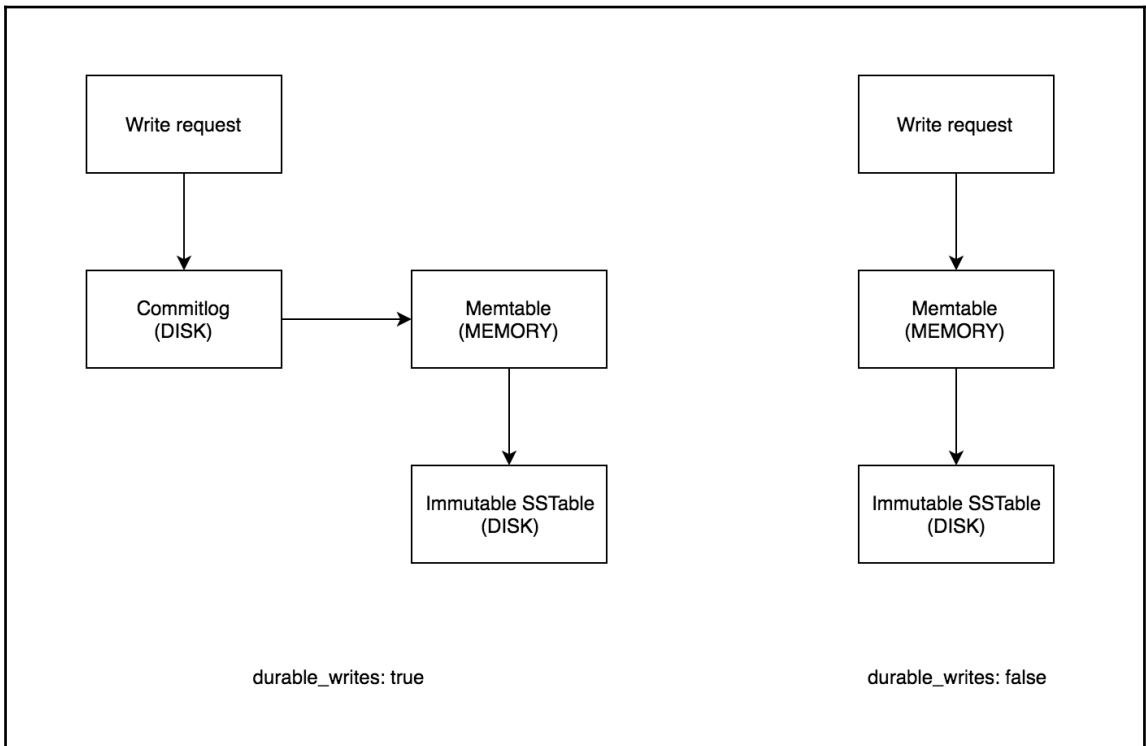 Write request
Commitlog
(DISK)
Memtable
(MEMORY)
Immutable SSTable
(DISK)
durable_writes: true
Write request
Memtable
(MEMORY)
Immutable SSTable
(DISK)
durable_writes: false